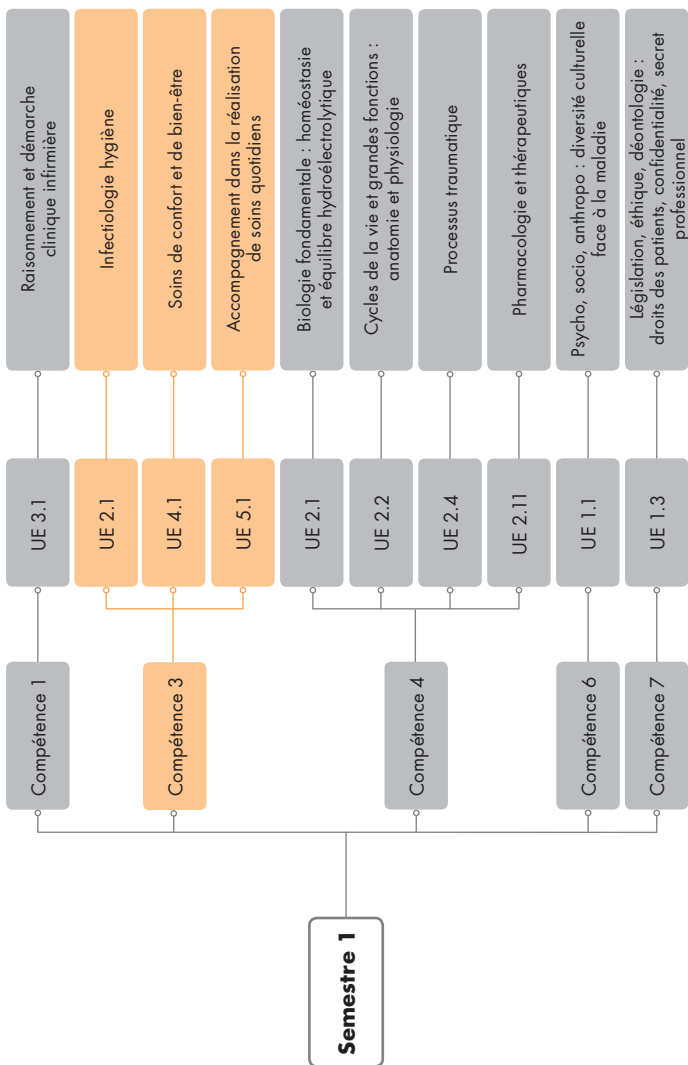 Semestre 1
Compétence 1
UE 3.1
Raisonnement et démarche
clinique infirmière
Compétence 3
UE 2.1
Infectiologie hygiène
UE 4.1
Soins de confort et de bien-être
UE 5.1
Accompagnement dans la réalisation
de soins quotidiens
Compétence 4
UE 2.1
Biologie fondamentale : homéostasie
et équilibre hydroélectrolytique
UE 2.2
Cycles de la vie et grandes fonctions :
anatomie et physiologie
UE 2.4
Processus traumatique
UE 2.11
Pharmacologie et thérapeutiques
Compétence 6
UE 1.1
Psycho, socio, anthropo : diversité culturelle
face à la maladie
Compétence 7
UE 1.3
Législation, éthique, déontologie :
droits des patients, confidentialité, secret
professionnel